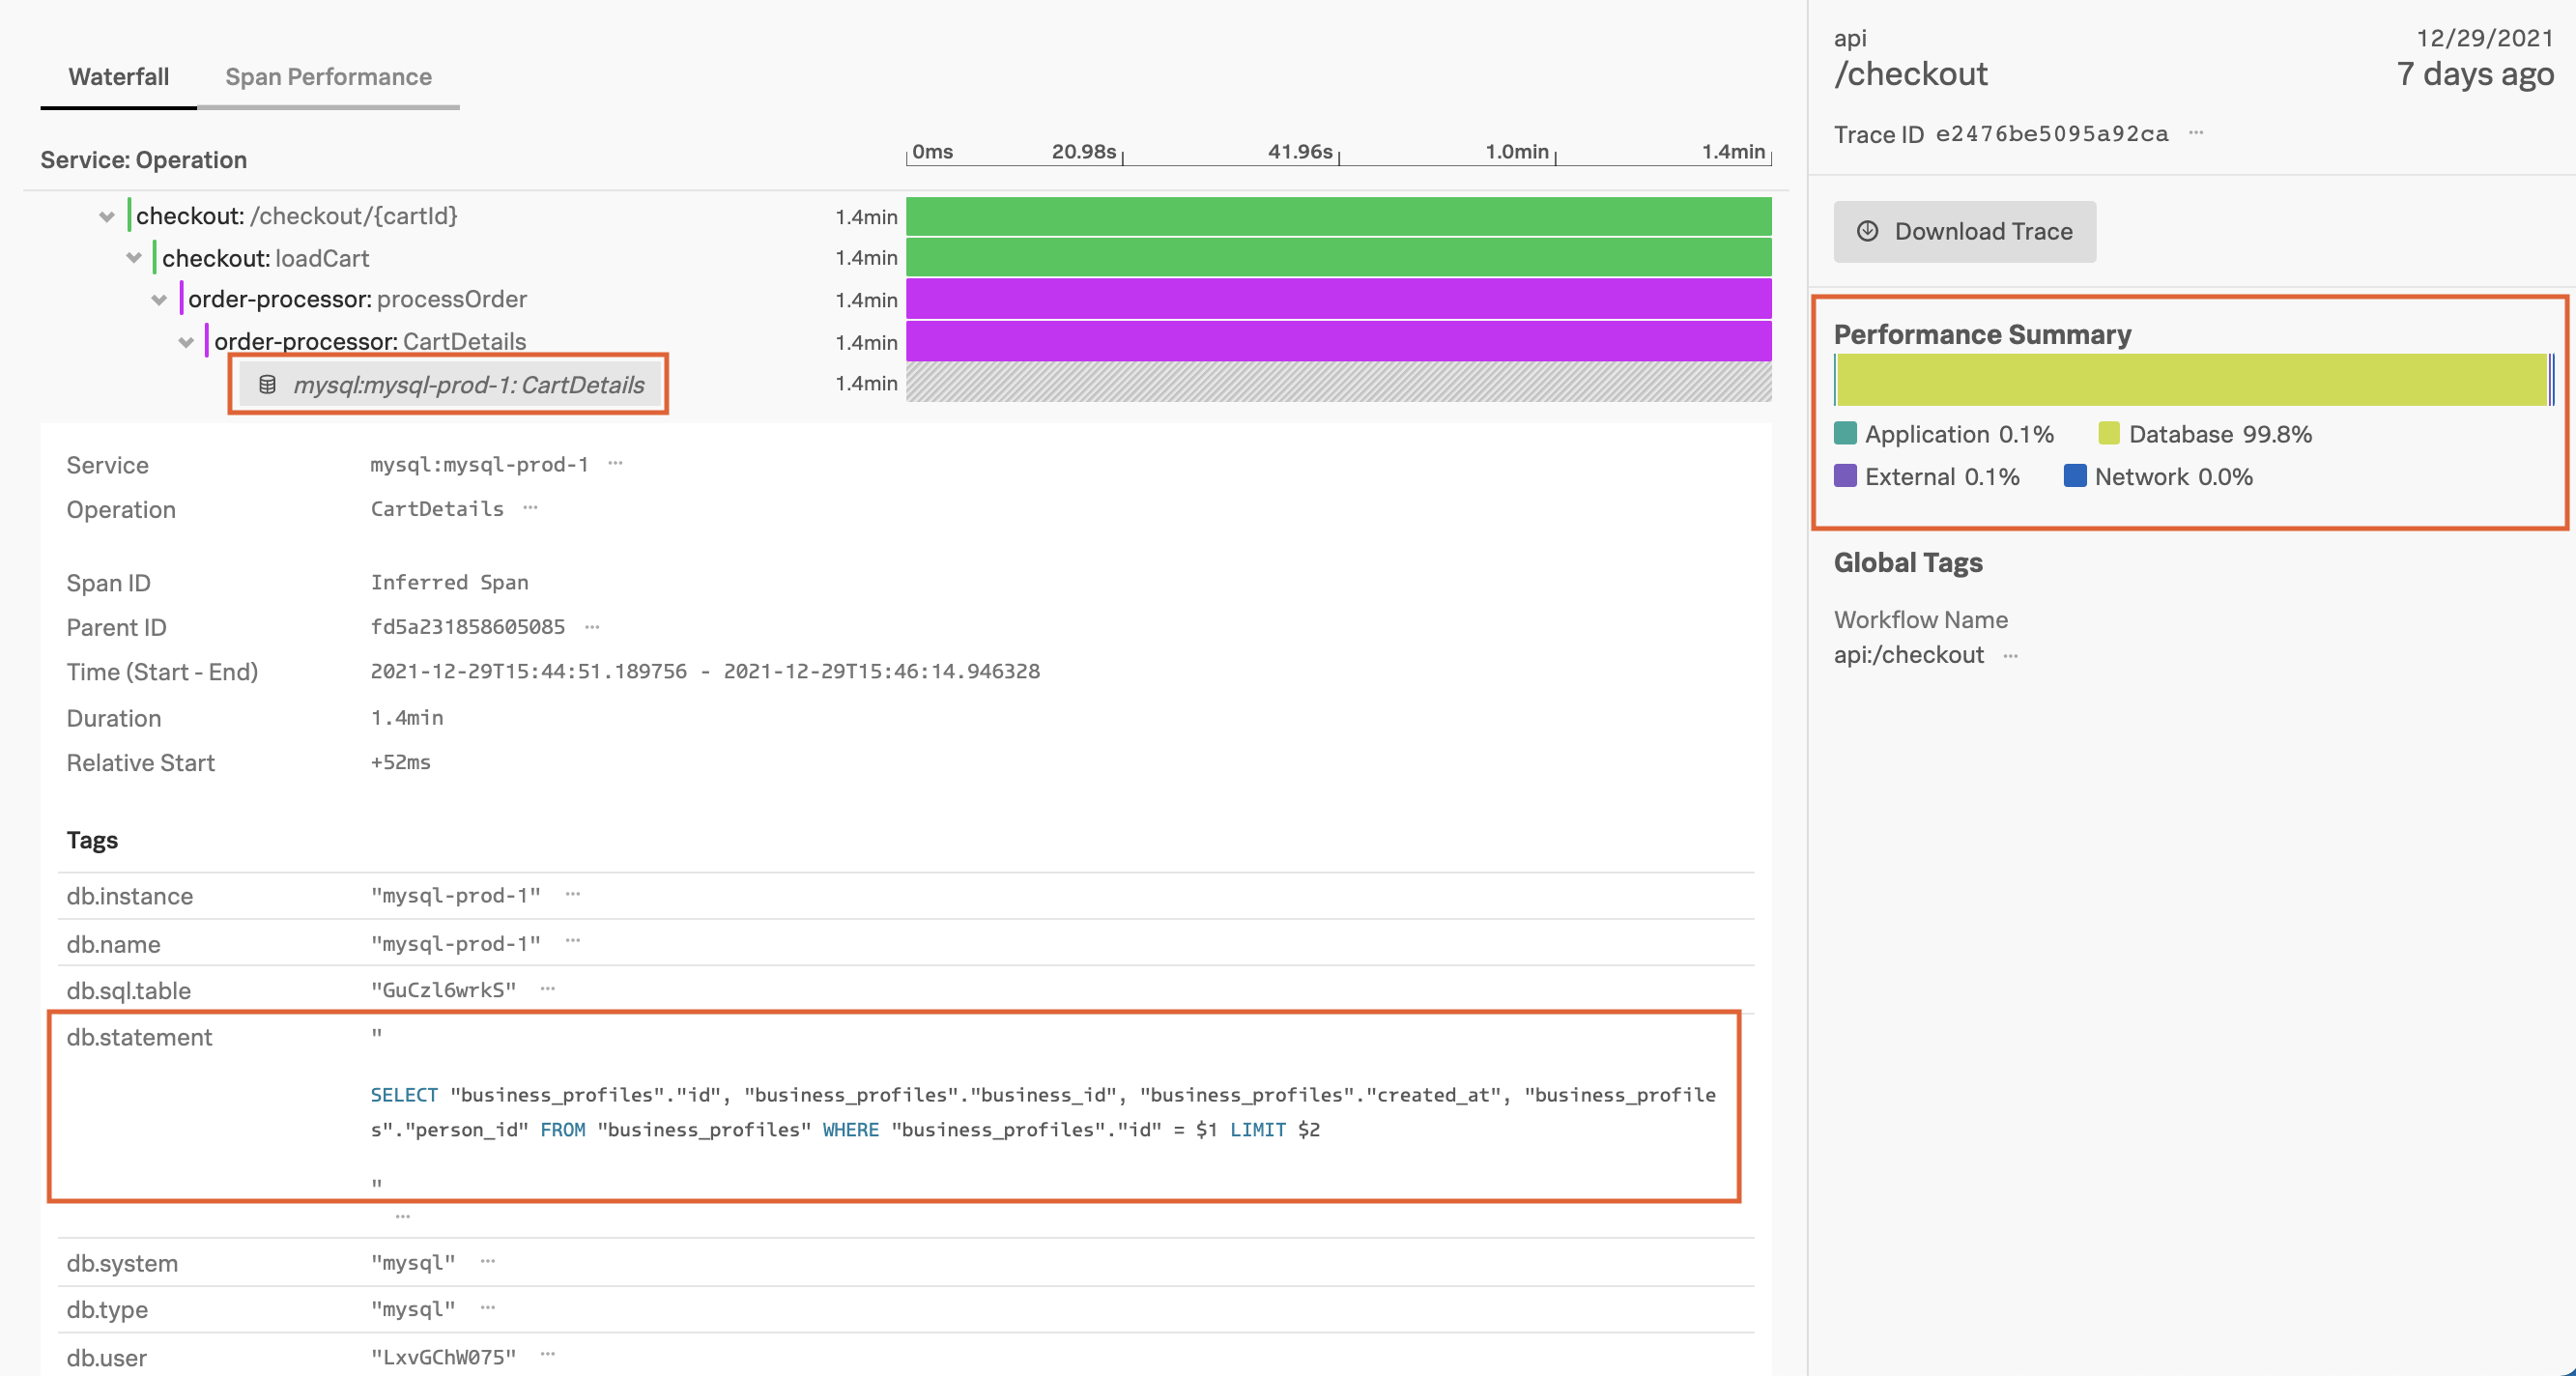 Waterfall
Span Performance
Service: Operation
0ms 20.98s 41.96s 1.0min 1.4min
checkout: /checkout/{cartId} 1.4min
checkout: loadCart 1.4min
order-processor: processOrder 1.4min
order-processor: CartDetails 1.4min
mysql:mysql-prod-1: CartDetails 1.4min
Service mysql:mysql-prod-1 ···
Operation CartDetails ···
Span ID Inferred Span
Parent ID fd5a231858605085 ···
Time (Start - End) 2021-12-29T15:44:51.189756 - 2021-12-29T15:46:14.946328
Duration 1.4min
Relative Start +52ms
Tags
db.instance "mysql-prod-1" ···
db.name "mysql-prod-1" ···
db.sql.table "GuCzl6wrkS" ···
db.statement "
SELECT "business_profiles"."id", "business_profiles"."business_id", "business_profiles"."created_at", "business_profile
s"."person_id" FROM "business_profiles" WHERE "business_profiles"."id" = $1 LIMIT $2
"
···
db.system "mysql" ···
db.type "mysql" ···
db.user "LxvGChW075" ···
api 12/29/2021
/checkout 7 days ago
Trace ID e2476be5095a92ca ···
Download Trace
Performance Summary
Application 0.1% Database 99.8%
External 0.1% Network 0.0%
Global Tags
Workflow Name
api:/checkout ···